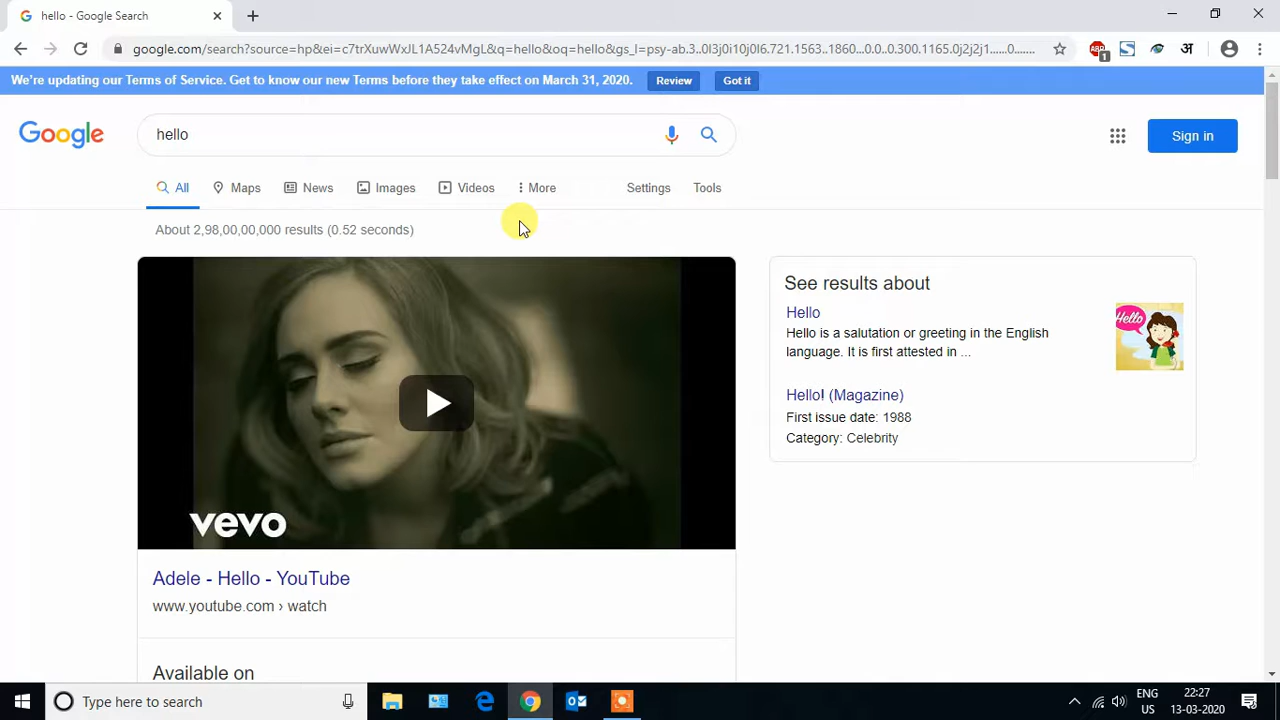 hello - Google Search
google.com/search?source=hp&ei=c7trXuwWxJL1A524vMgL&q=hello&oq=hello&gs_l=psy-ab.3..0l3j0i10j0l6.721.1563..1860...0.0..0.300.1165.0j2j2j1......0.......
ABP
1
अ
We're updating our Terms of Service. Get to know our new Terms before they take effect on March 31, 2020.
Review
Got it
Google
hello
Sign in
All
Maps
News
Images
Videos
More
Settings
Tools
About 2,98,00,00,000 results (0.52 seconds)
vevo
Adele - Hello - YouTube
www.youtube.com › watch
Available on
See results about
Hello
Hello is a salutation or greeting in the English
language. It is first attested in ...
Hello
Hello! (Magazine)
First issue date: 1988
Category: Celebrity
Type here to search
ENG
US
22:27
13-03-2020